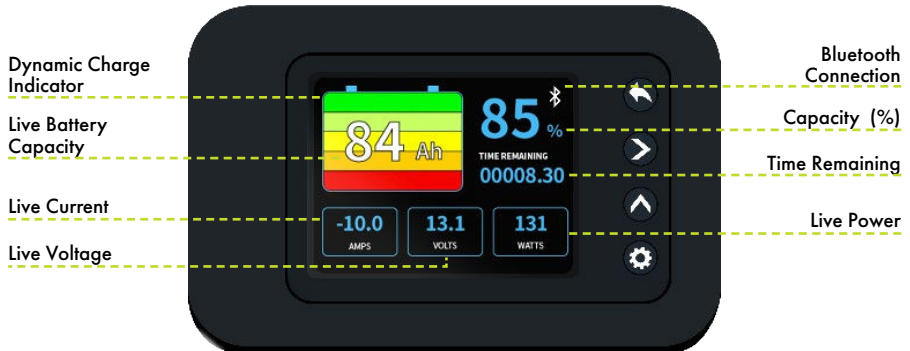 Dynamic Charge
Indicator
Live Battery
Capacity
Live Current
Live Voltage
84 Ah
85 %
TIME REMAINING
00008.30
-10.0
AMPS
13.1
VOLTS
131
WATTS
Bluetooth
Connection
Capacity (%)
Time Remaining
Live Power